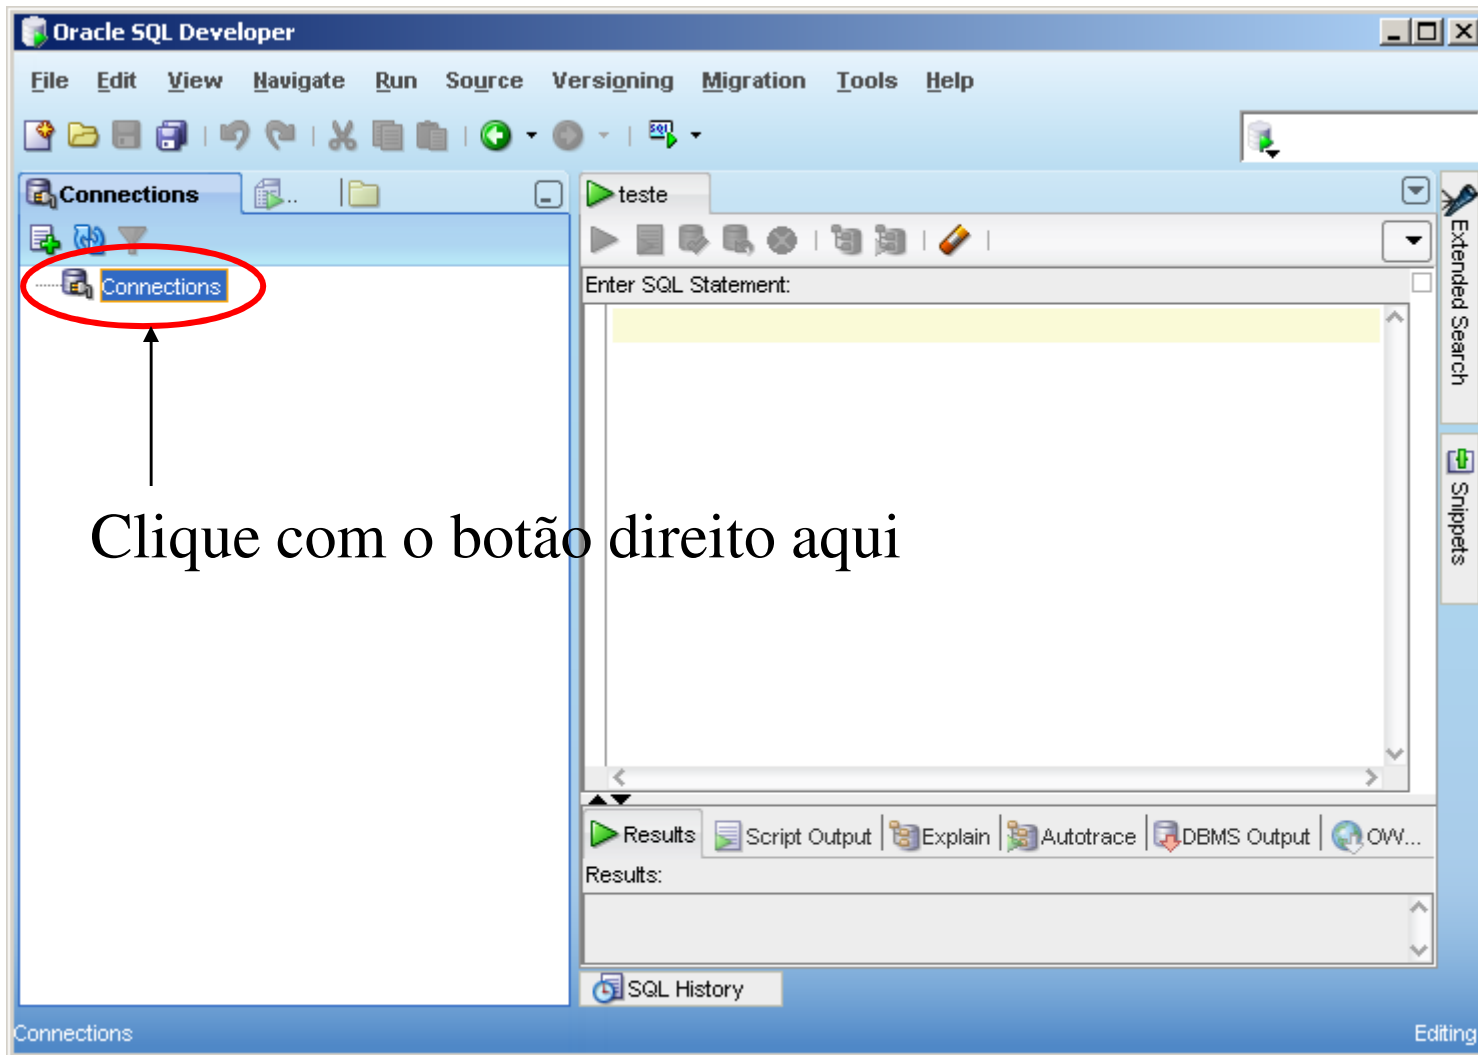 Oracle SQL Developer
File Edit View Navigate Run Source Versioning Migration Tools Help
Connections ..
teste
Connections
Enter SQL Statement:
Extended Search
Snippets
Clique com o botão direito aqui
Results Script Output Explain Autotrace DBMS Output OW...
Results:
SQL History
Connections Editing